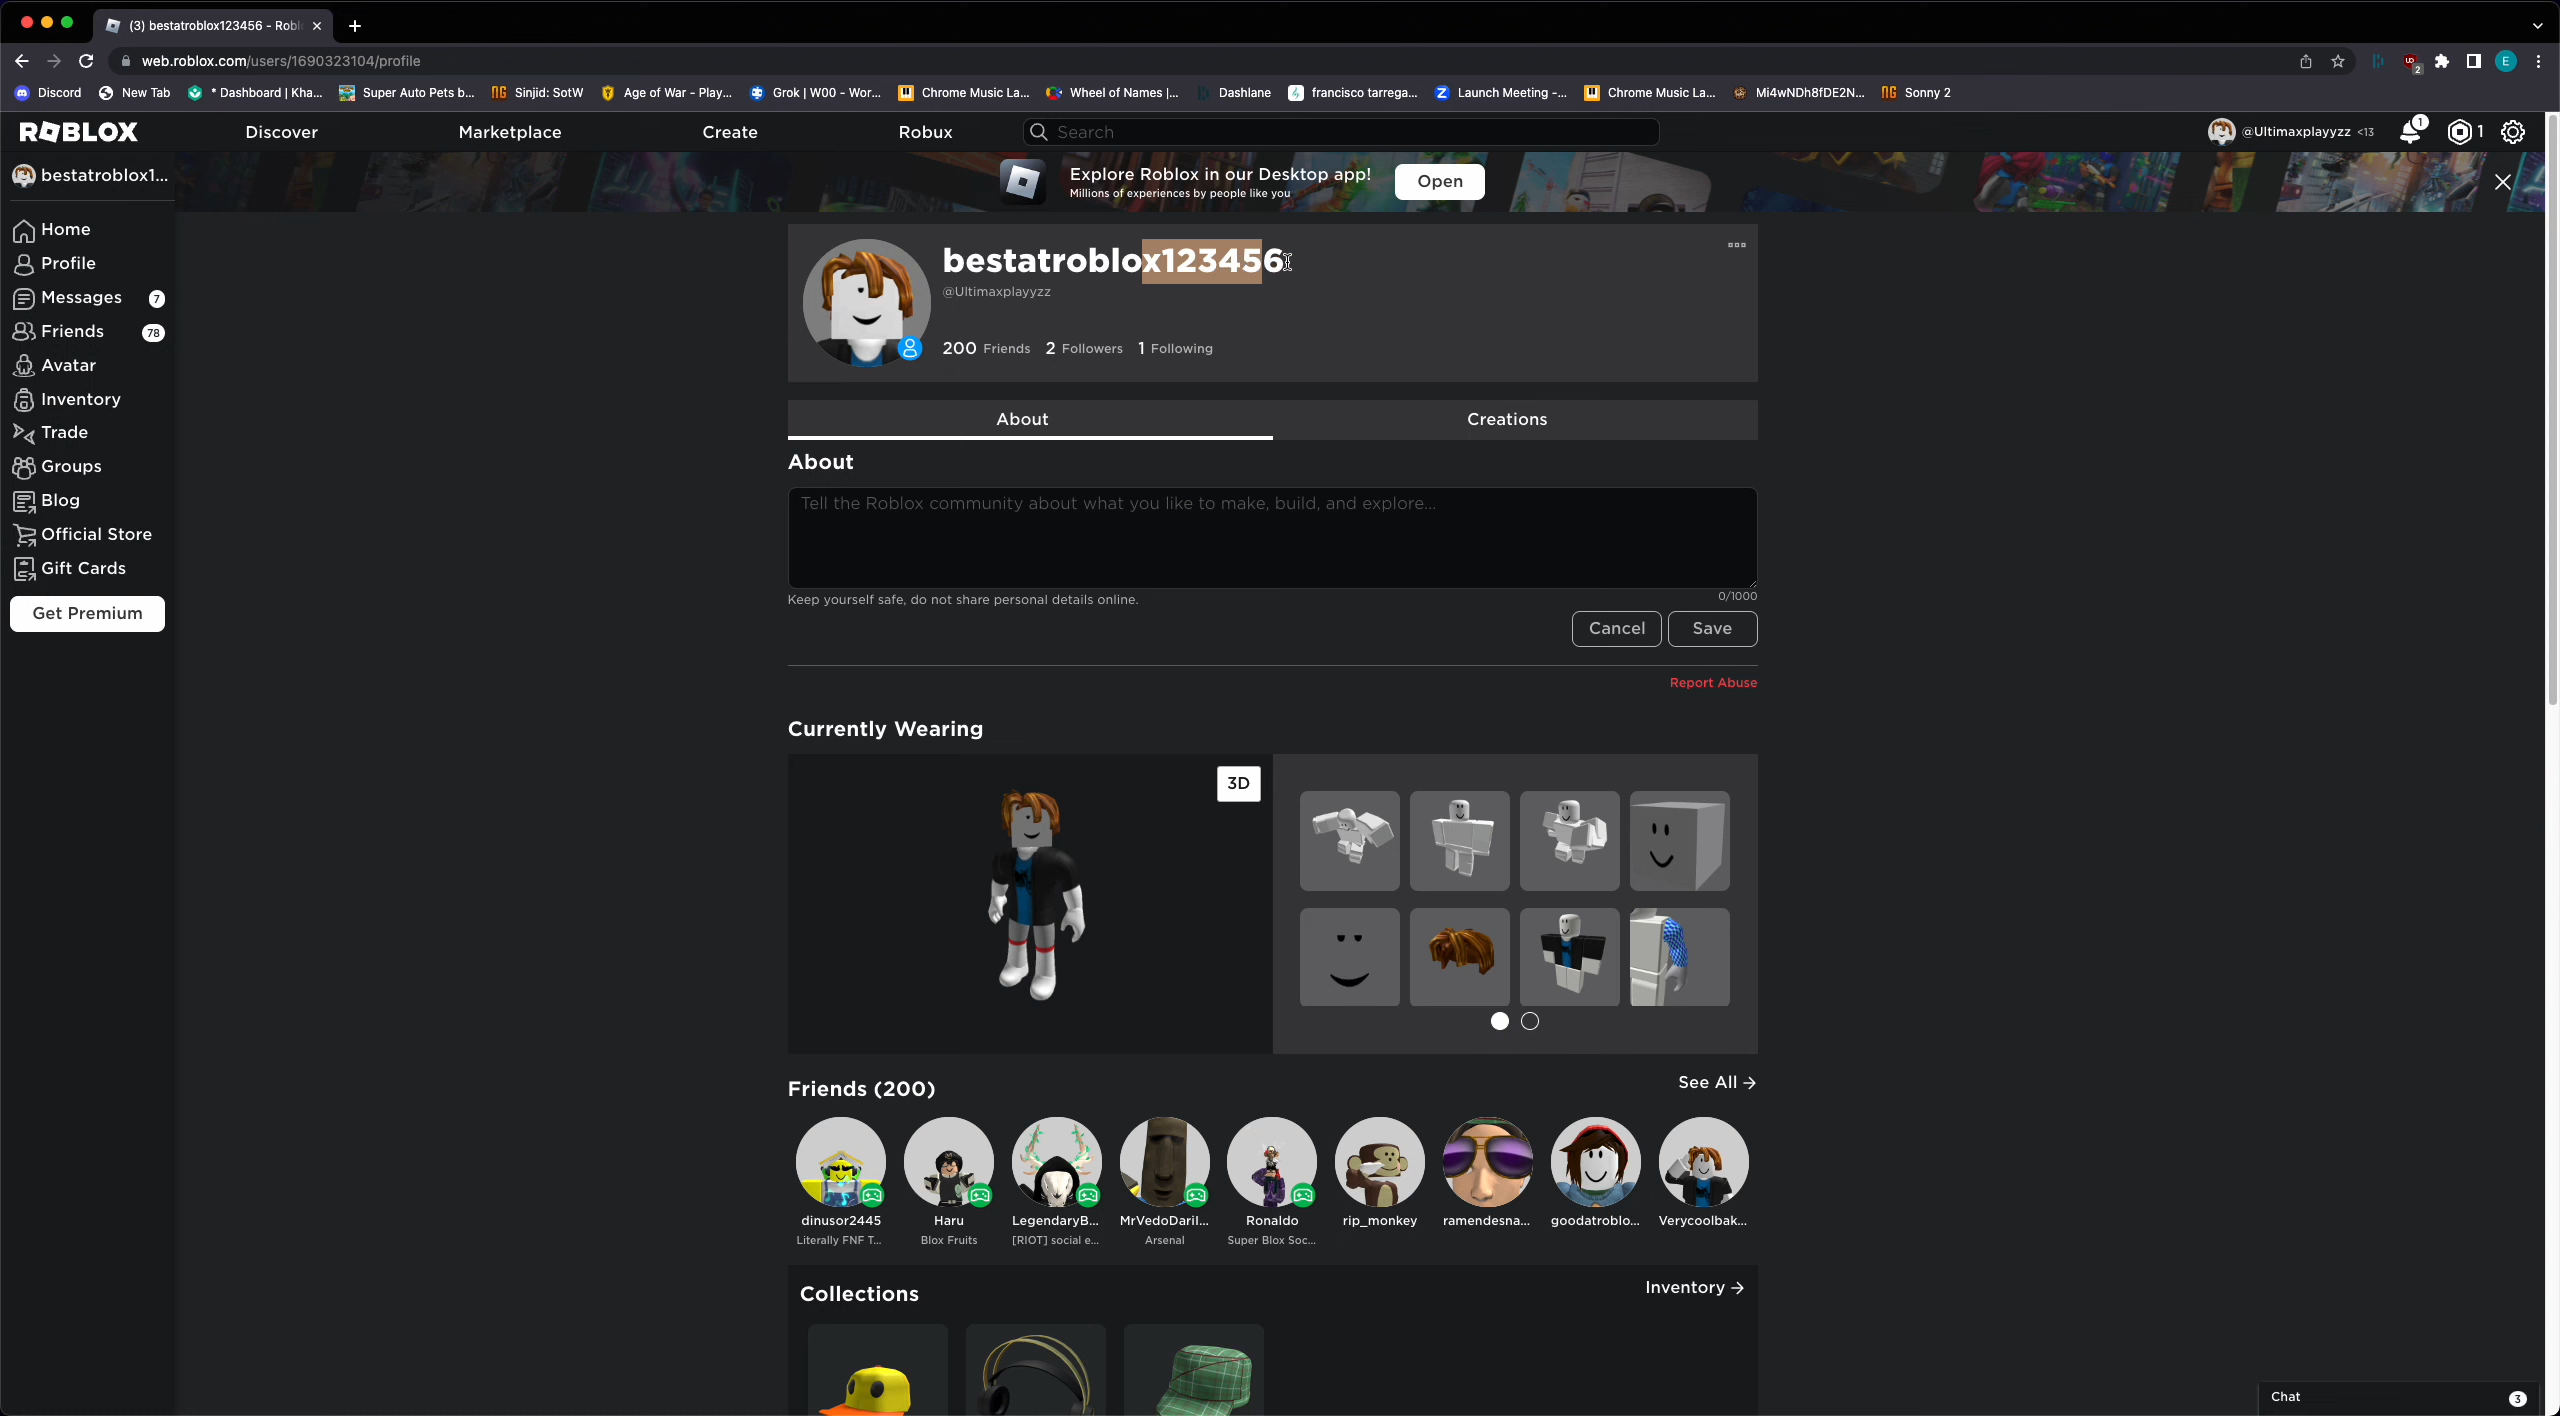 (3) bestatroblox123456 - Robl
web.roblox.com/users/1690323104/profile
E
2
Discord New Tab * Dashboard | Kha... Super Auto Pets b... NG Sinjid: SotW Age of War - Play... Grok | W00 - Wor... Chrome Music La... Wheel of Names |... Dashlane francisco tarrega... Z Launch Meeting -... Chrome Music La... Mi4wNDh8fDE2N... NG Sonny 2
ROBLOX Discover Marketplace Create Robux Search @Ultimaxplayyzz <13 1 1
bestatroblox1...
Explore Roblox in our Desktop app!
Millions of experiences by people like you
Open
Home
Profile
Messages 7
Friends 78
Avatar
Inventory
Trade
Groups
Blog
Official Store
Gift Cards
Get Premium
bestatroblox123456
@Ultimaxplayyzz
200 Friends 2 Followers 1 Following
About Creations
About
Tell the Roblox community about what you like to make, build, and explore...
Keep yourself safe, do not share personal details online. 0/1000
Cancel Save
Report Abuse
Currently Wearing
3D
Friends (200) See All
dinusor2445 Haru LegendaryB... MrVedoDaril... Ronaldo rip_monkey ramendesna... goodatroblo... Verycoolbak...
Literally FNF T... Blox Fruits [RIOT] social e... Arsenal Super Blox Soc...
Collections Inventory
Chat 3